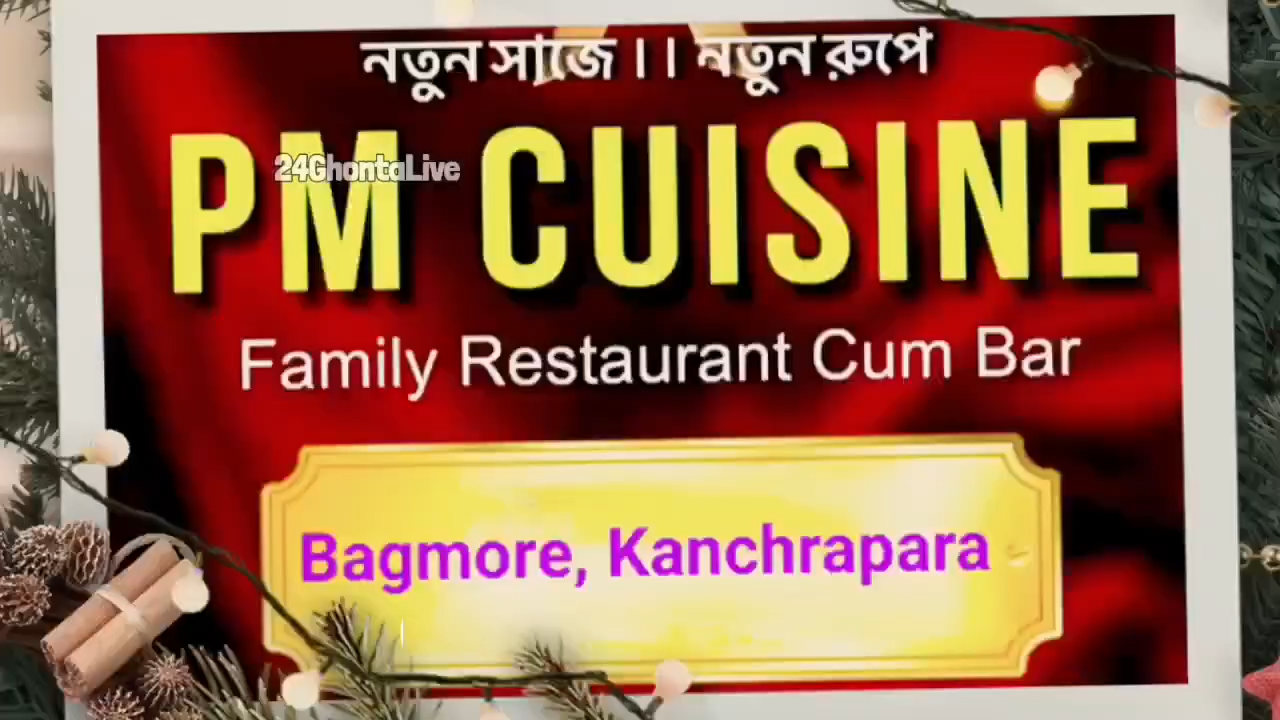 নতুন সাজে ।। নতুন রুপে
PM CUISINE
24GhontaLive
Family Restaurant Cum Bar
Bagmore, Kanchrapara